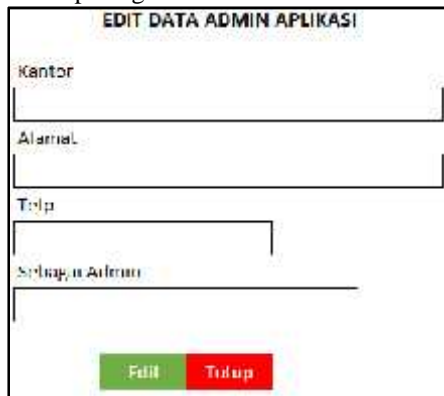 EDIT DATA ADMIN APLIKASI
Kantor
Alamat
Telp
Sebagai Admin
Edit Tutup